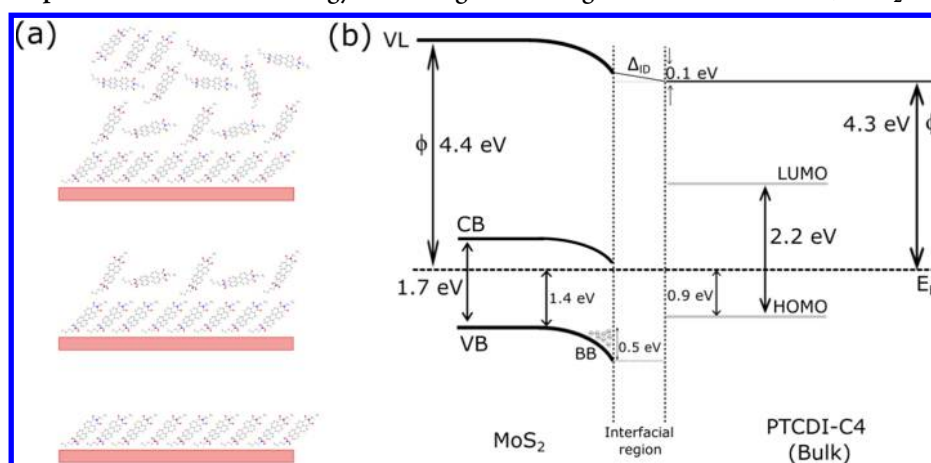 (a)
(b)
VL
Δ_ID
0.1 eV
ϕ 4.4 eV
4.3 eV ϕ
LUMO
CB
2.2 eV
1.7 eV
1.4 eV
0.9 eV
HOMO
VB
BB
0.5 eV
MoS₂
Interfacial
region
PTCDI-C4
(Bulk)